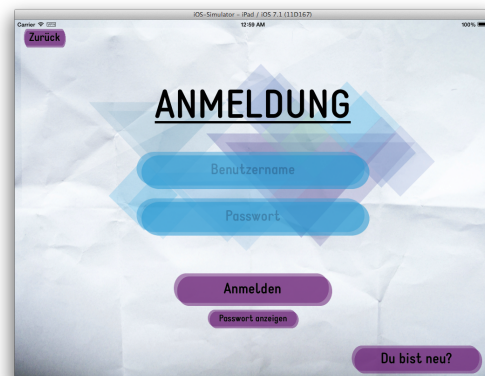 iOS-Simulator - iPad / iOS 7.1 (11D167)
Carrier 12:59 AM 100%
Zurück
ANMELDUNG
Benutzername
Passwort
Anmelden
Passwort anzeigen
Du bist neu?